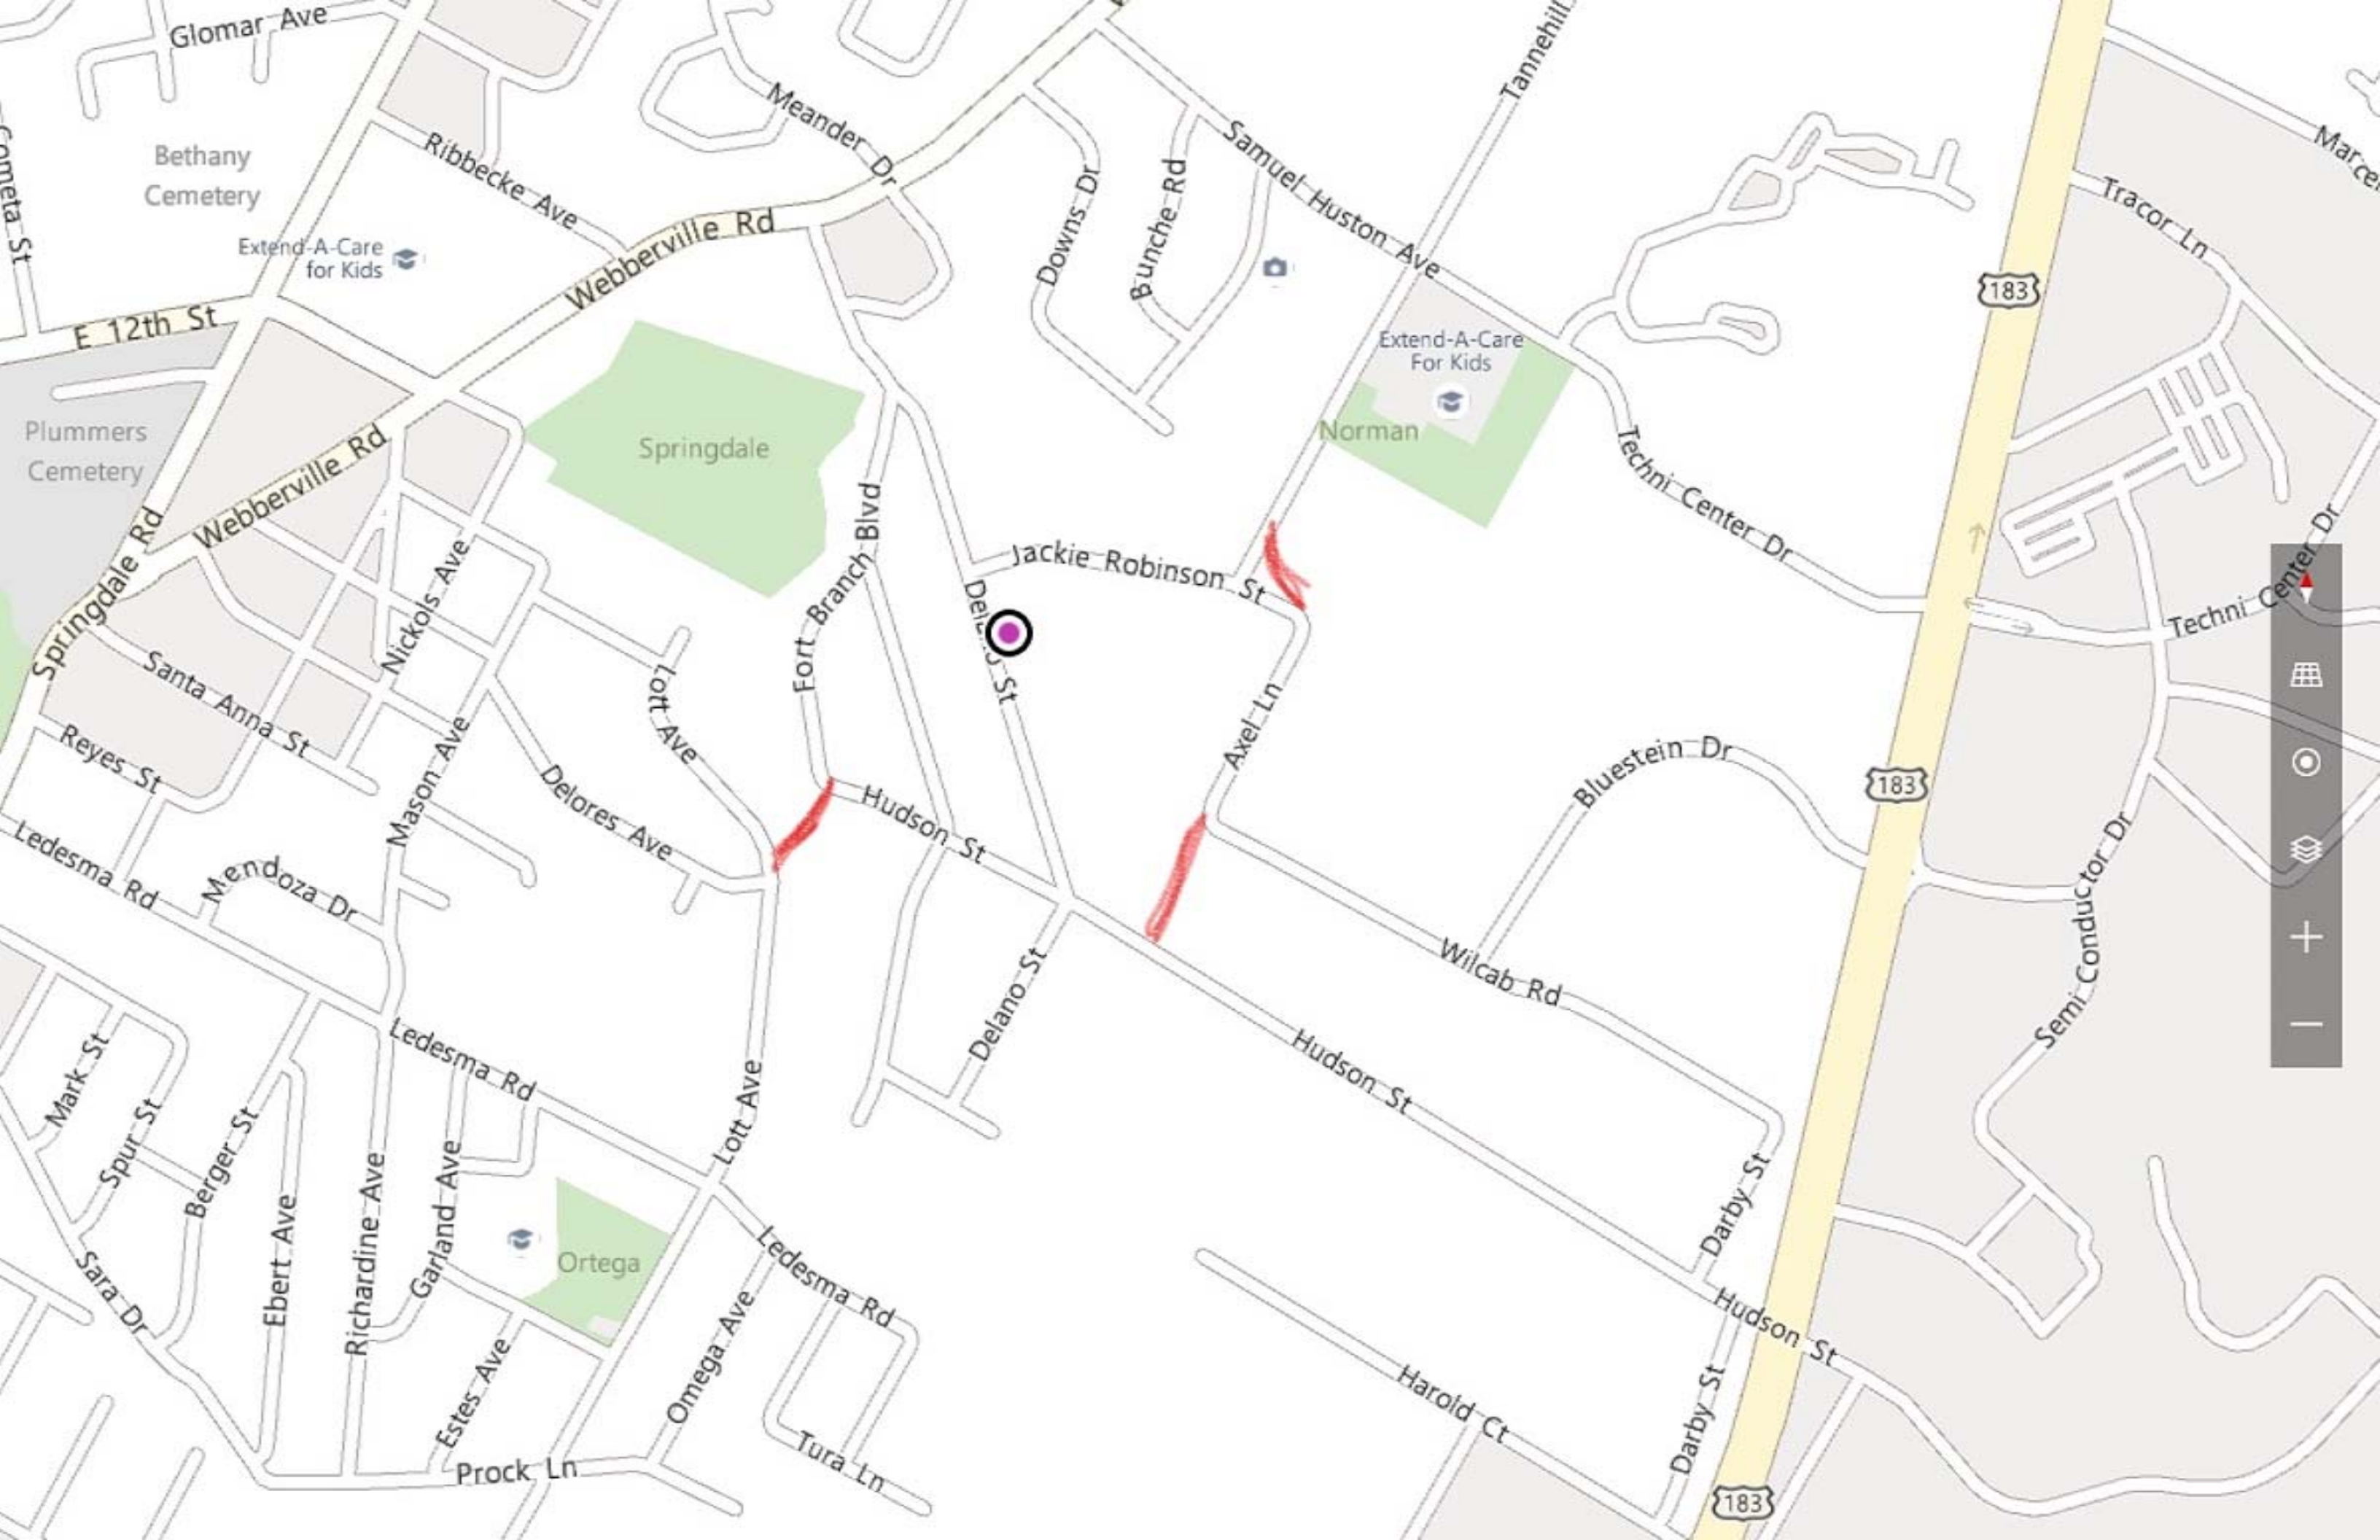 Glomar Ave
Tannehill
Meander Dr
Marcel
Cometa St
Bethany
Cemetery
Ribbecke Ave
Samuel Huston Ave
Downs Dr
Bunche Rd
Tracor Ln
Extend-A-Care
for Kids
Webberville Rd
183
E 12th St
Extend-A-Care
For Kids
Plummers
Cemetery
Springdale
Norman
Webberville Rd
Techni Center Dr
Springdale Rd
Nickols Ave
Fort Branch Blvd
Jackie Robinson St
Techni Center Dr
Santa Anna St
Lott Ave
St
Axel Ln
Reyes St
Mason Ave
Delores Ave
Bluestein Dr
183
Hudson St
Ledesma Rd
Mendoza Dr
Semi Conductor Dr
Wilcab Rd
Delano St
Mark St
Ledesma Rd
Hudson St
Spur St
Berger St
Lott Ave
Darby St
Ebert Ave
Richardine Ave
Garland Ave
Ortega
Ledesma Rd
Sara Dr
Omega Ave
Hudson St
Estes Ave
Harold Ct
Darby St
Prock Ln
Tura Ln
183